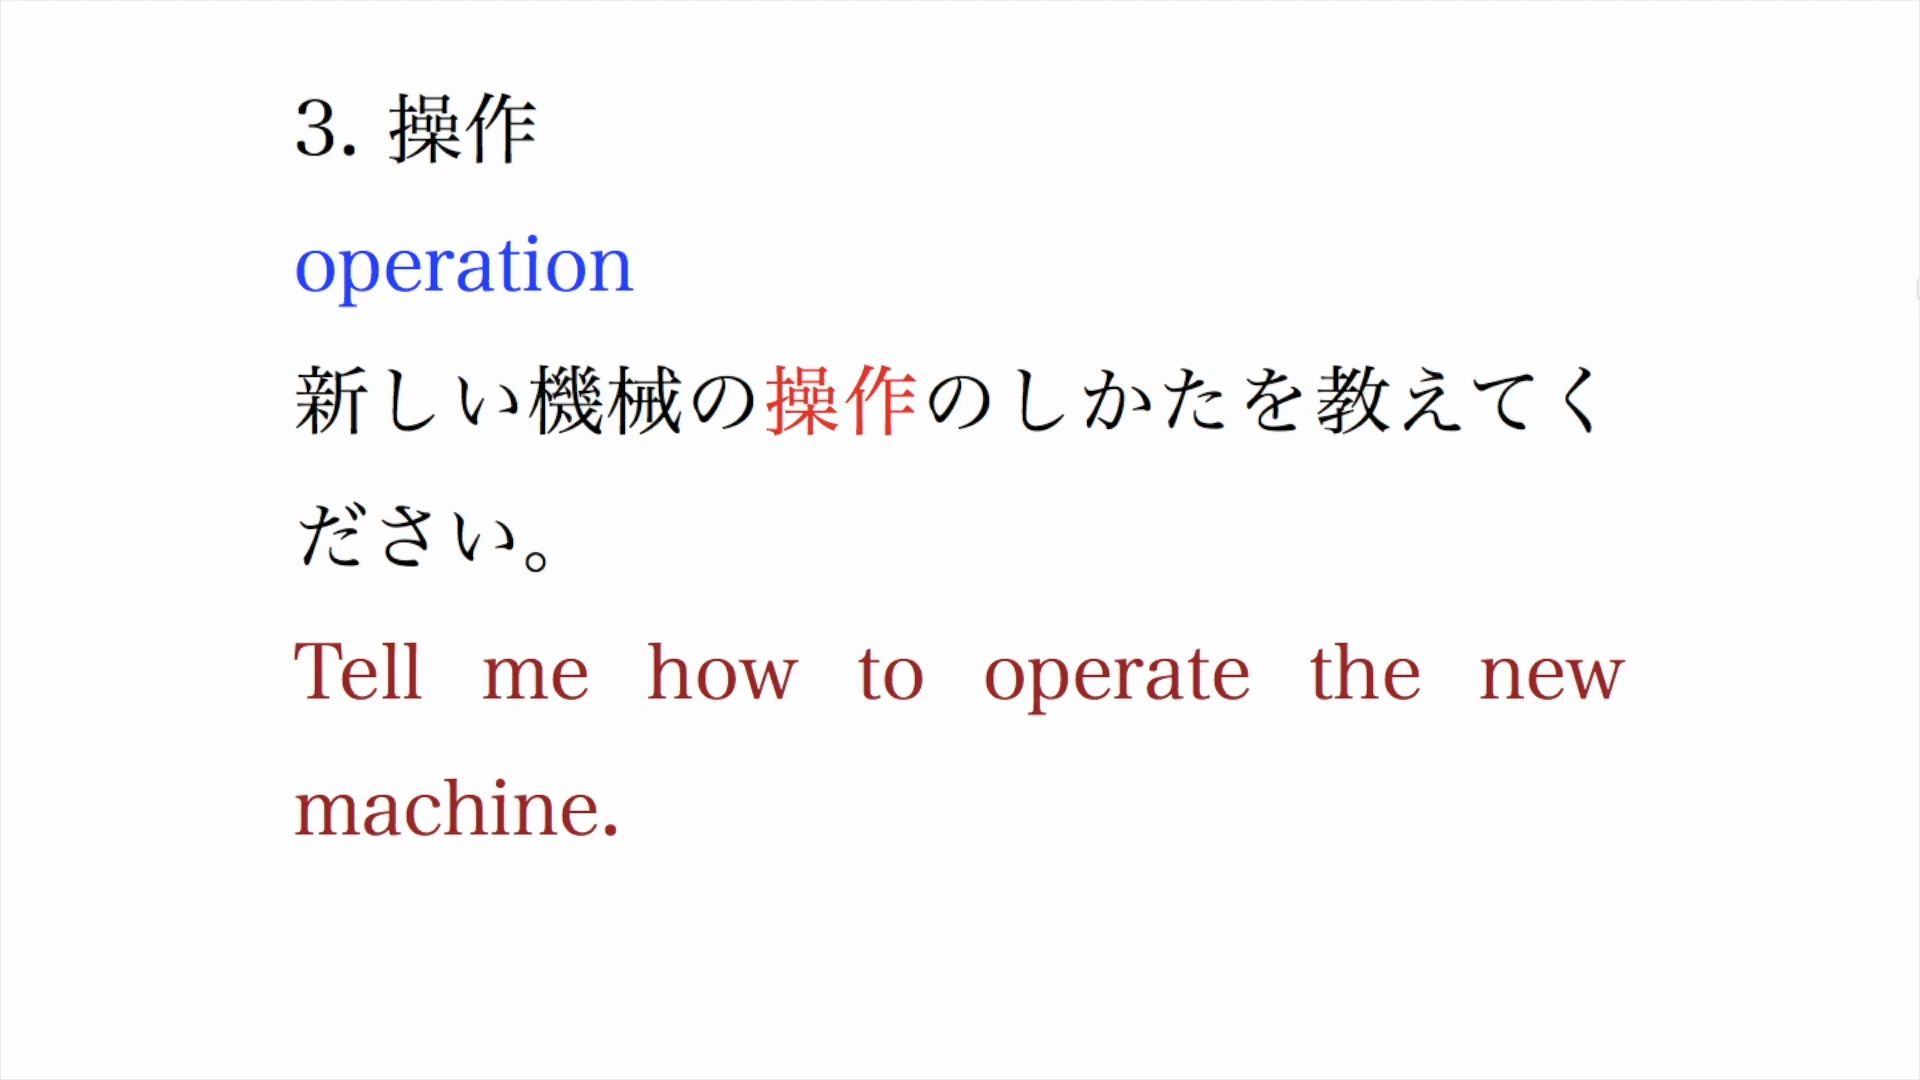 3. 操作
operation
新しい機械の操作のしかたを教えてく
ださい。
Tell me how to operate the new
machine.